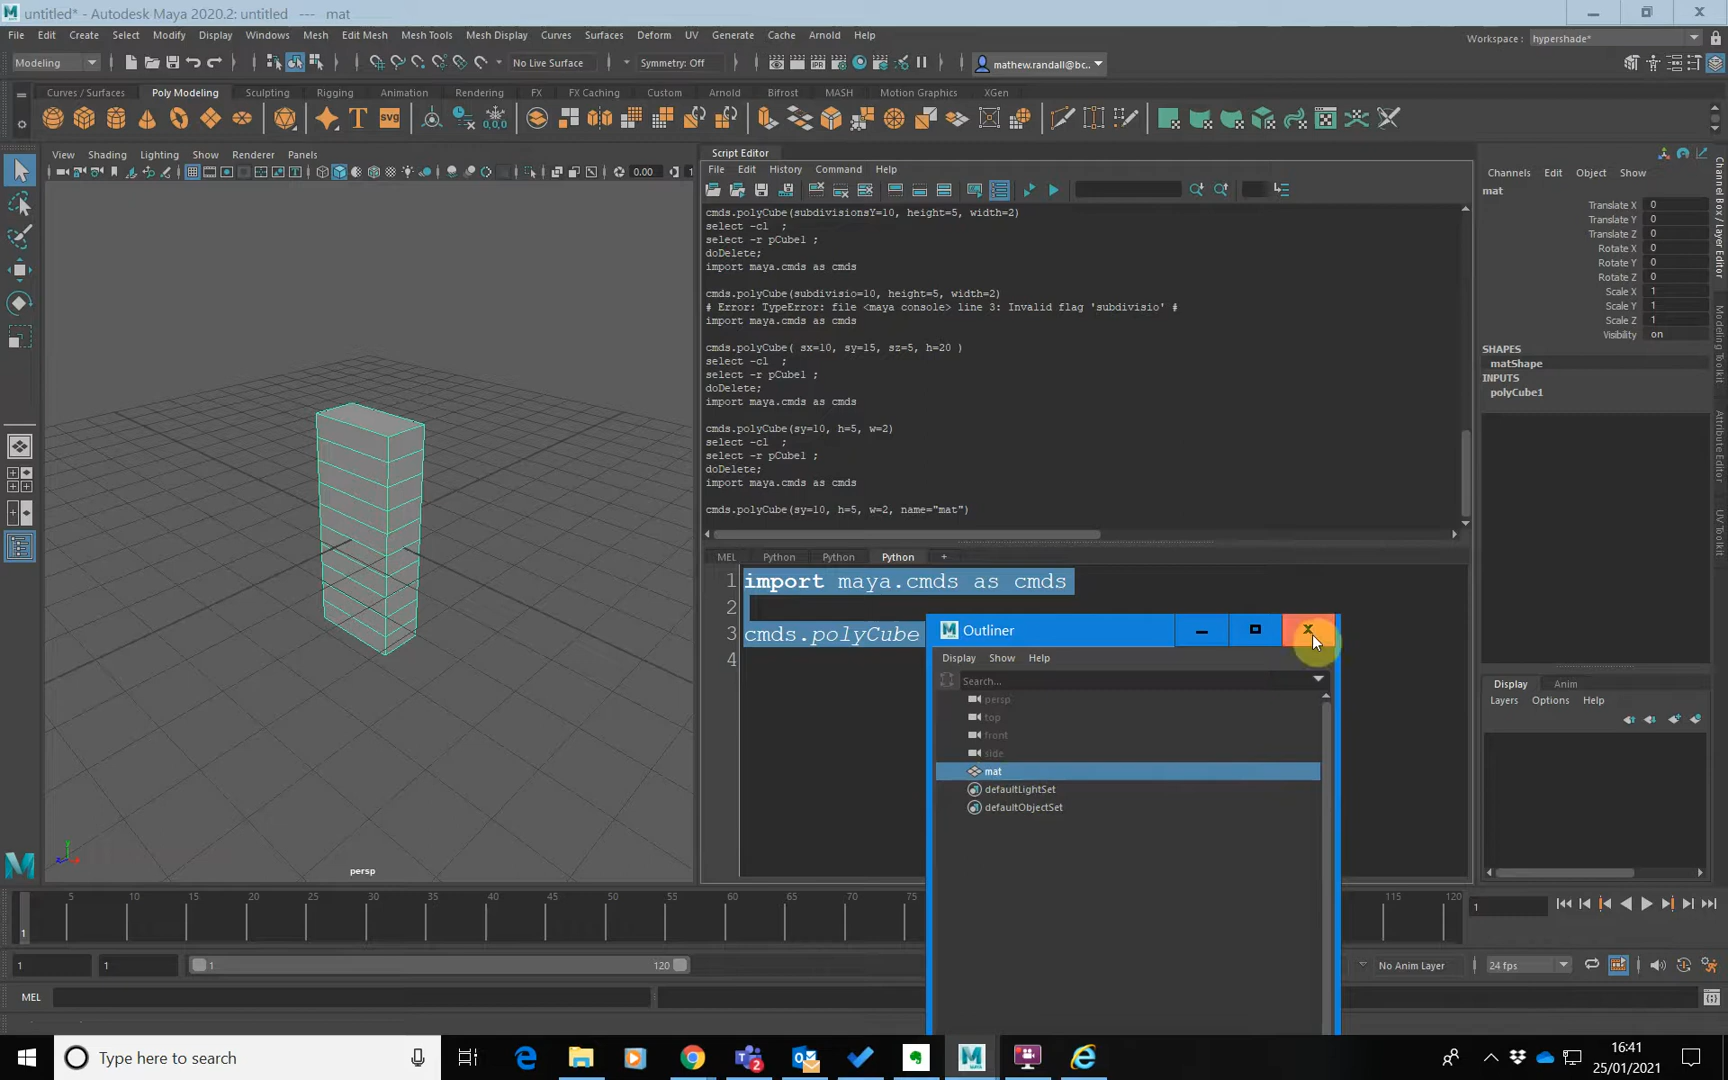 untitled* - Autodesk Maya 2020.2: untitled --- mat
File Edit Create Select Modify Display Windows Mesh Edit Mesh Mesh Tools Mesh Display Curves Surfaces Deform UV Generate Cache Arnold Help
Workspace : hypershade*
Modeling
No Live Surface
Symmetry: Off
mathew.randall@bc..
Curves / Surfaces Poly Modeling Sculpting Rigging Animation Rendering FX FX Caching Custom Arnold Bifrost MASH Motion Graphics XGen
View Shading Lighting Show Renderer Panels
0.00
persp
Script Editor
File Edit History Command Help
cmds.polyCube(subdivisionsY=10, height=5, width=2)
select -cl ;
select -r pCube1 ;
doDelete;
import maya.cmds as cmds
cmds.polyCube(subdivisio=10, height=5, width=2)
# Error: TypeError: file <maya console> line 3: Invalid flag 'subdivisio' #
import maya.cmds as cmds
cmds.polyCube( sx=10, sy=15, sz=5, h=20 )
select -cl ;
select -r pCube1 ;
doDelete;
import maya.cmds as cmds
cmds.polyCube(sy=10, h=5, w=2)
select -cl ;
select -r pCube1 ;
doDelete;
import maya.cmds as cmds
cmds.polyCube(sy=10, h=5, w=2, name="mat")
MEL Python Python Python +
1 import maya.cmds as cmds
2
3 cmds.polyCube
4
Outliner
Display Show Help
Search...
persp
top
front
side
mat
defaultLightSet
defaultObjectSet
Channels Edit Object Show
mat
Translate X 0
Translate Y 0
Translate Z 0
Rotate X 0
Rotate Y 0
Rotate Z 0
Scale X 1
Scale Y 1
Scale Z 1
Visibility on
SHAPES
matShape
INPUTS
polyCube1
Display Anim
Layers Options Help
Channel Box / Layer Editor
Modeling Toolkit
Attribute Editor
UV Toolkit
5 10 15 20 25 30 35 40 45 50 55 60 65 70 75 115 120
1
1
1 1 1 120
No Anim Layer
24 fps
MEL
Type here to search
16:41
25/01/2021